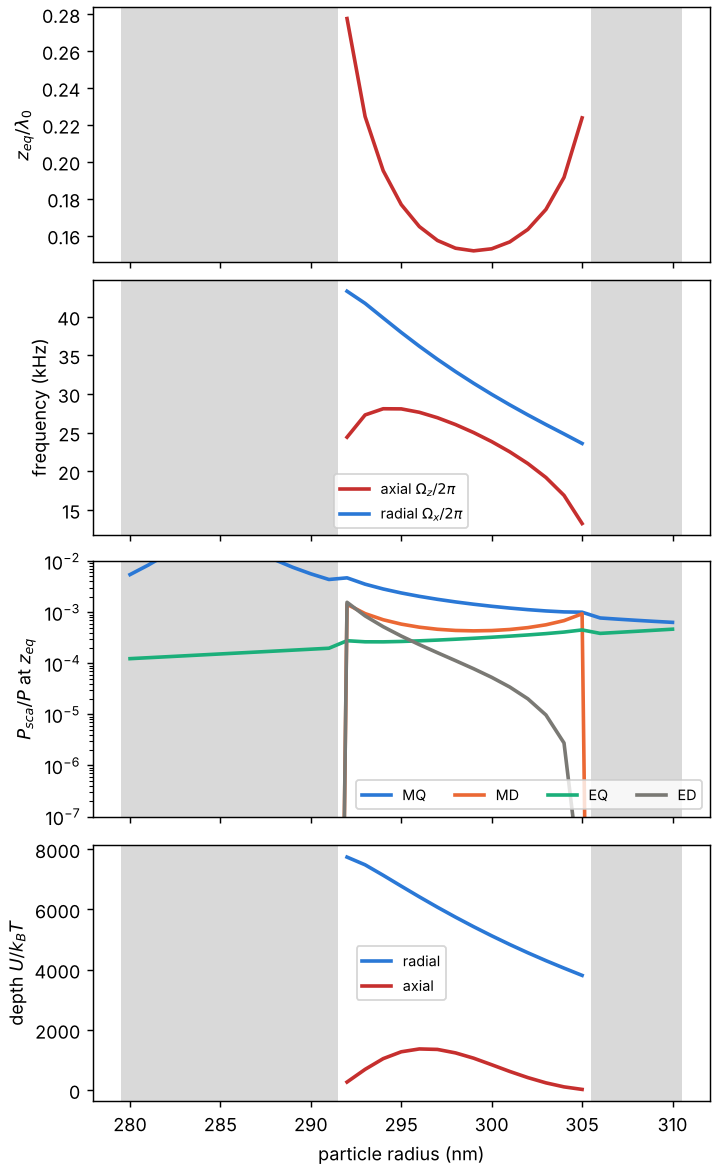 0.28
0.26
0.24
0.22
0.20
0.18
0.16
z_eq/λ_0
40
35
30
25
20
15
frequency (kHz)
axial Ω_z/2π
radial Ω_x/2π
10^−2
10^−3
10^−4
10^−5
10^−6
10^−7
P_sca/P at z_eq
MQ MD EQ ED
8000
6000
4000
2000
0
depth U/k_BT
radial
axial
280 285 290 295 300 305 310
particle radius (nm)